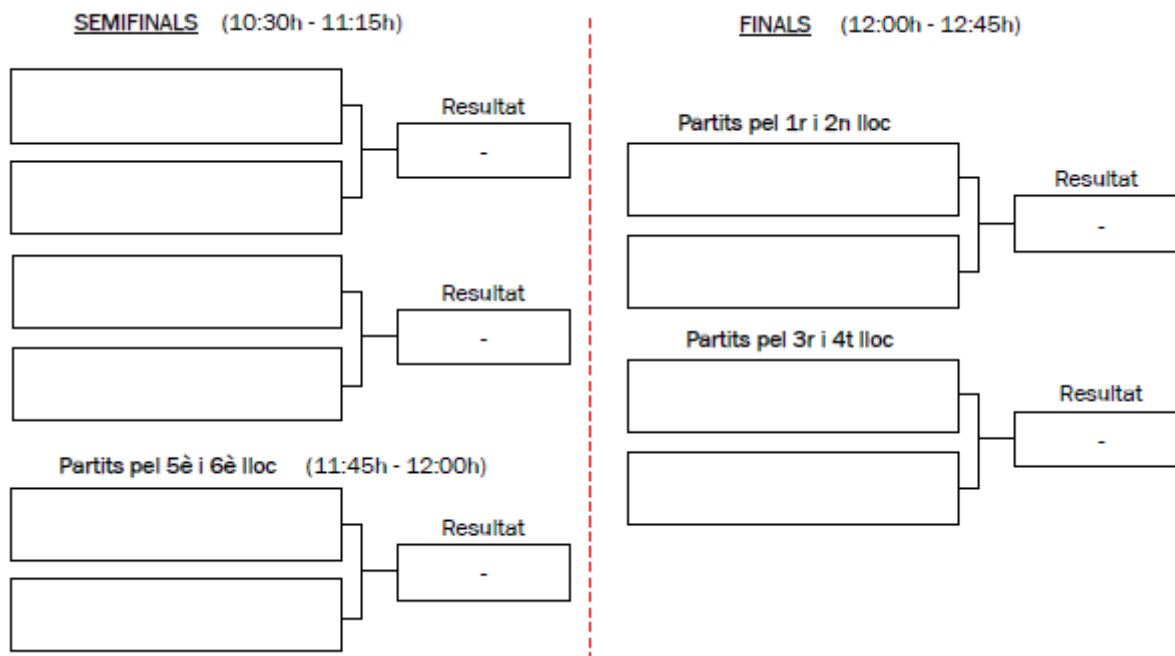 SEMIFINALS (10:30h - 11:15h)
Resultat
-
Resultat
-
Partits pel 5è i 6è lloc (11:45h - 12:00h)
Resultat
-
FINALS (12:00h - 12:45h)
Partits pel 1r i 2n lloc
Resultat
-
Partits pel 3r i 4t lloc
Resultat
-